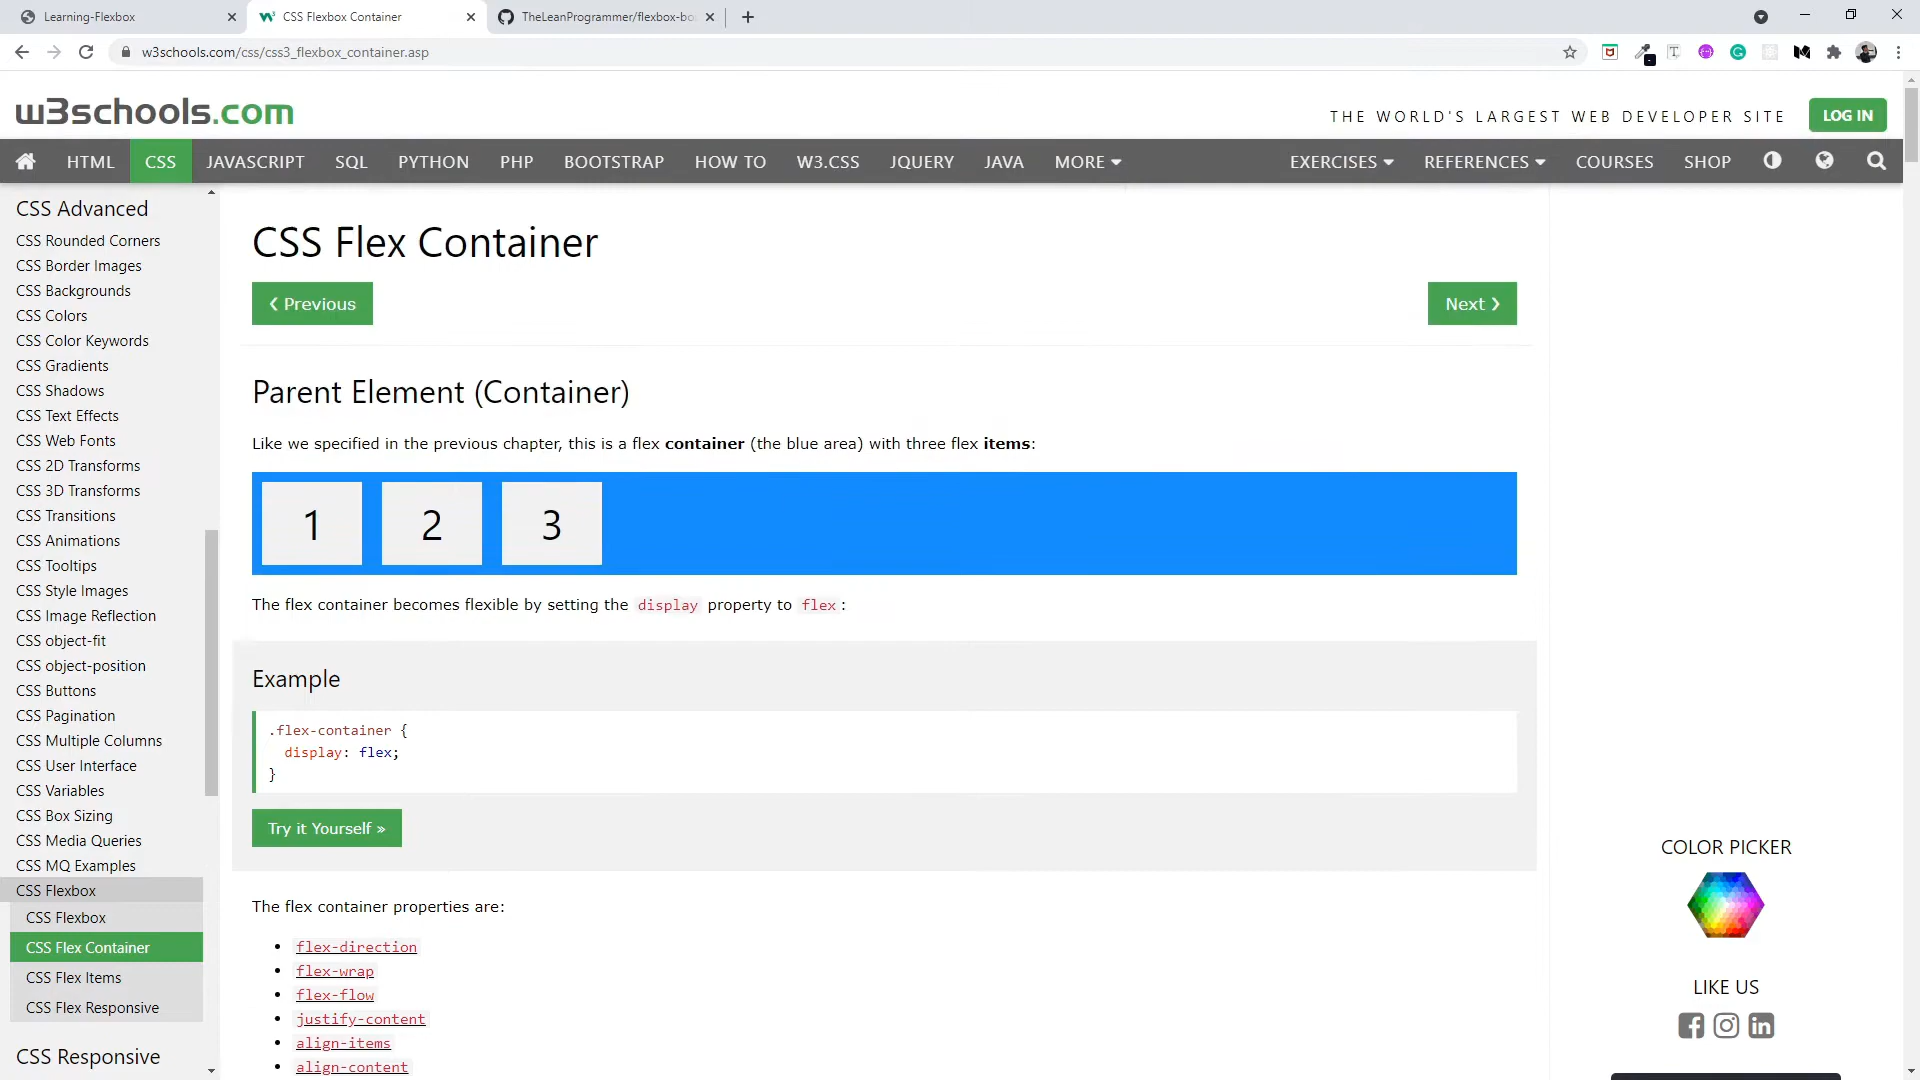 Learning-Flexbox
CSS Flexbox Container
TheLeanProgrammer/flexbox-bo
w3schools.com/css/css3_flexbox_container.asp
w3schools.com
THE WORLD'S LARGEST WEB DEVELOPER SITE
LOG IN
HTML CSS JAVASCRIPT SQL PYTHON PHP BOOTSTRAP HOW TO W3.CSS JQUERY JAVA MORE EXERCISES REFERENCES COURSES SHOP
CSS Advanced
CSS Rounded Corners
CSS Border Images
CSS Backgrounds
CSS Colors
CSS Color Keywords
CSS Gradients
CSS Shadows
CSS Text Effects
CSS Web Fonts
CSS 2D Transforms
CSS 3D Transforms
CSS Transitions
CSS Animations
CSS Tooltips
CSS Style Images
CSS Image Reflection
CSS object-fit
CSS object-position
CSS Buttons
CSS Pagination
CSS Multiple Columns
CSS User Interface
CSS Variables
CSS Box Sizing
CSS Media Queries
CSS MQ Examples
CSS Flexbox
CSS Flexbox
CSS Flex Container
CSS Flex Items
CSS Flex Responsive
CSS Responsive
CSS Flex Container
❮ Previous
Next ❯
Parent Element (Container)
Like we specified in the previous chapter, this is a flex container (the blue area) with three flex items:
1 2 3
The flex container becomes flexible by setting the display property to flex:
Example
.flex-container {
display: flex;
}
Try it Yourself »
The flex container properties are:
• flex-direction
• flex-wrap
• flex-flow
• justify-content
• align-items
• align-content
COLOR PICKER
LIKE US